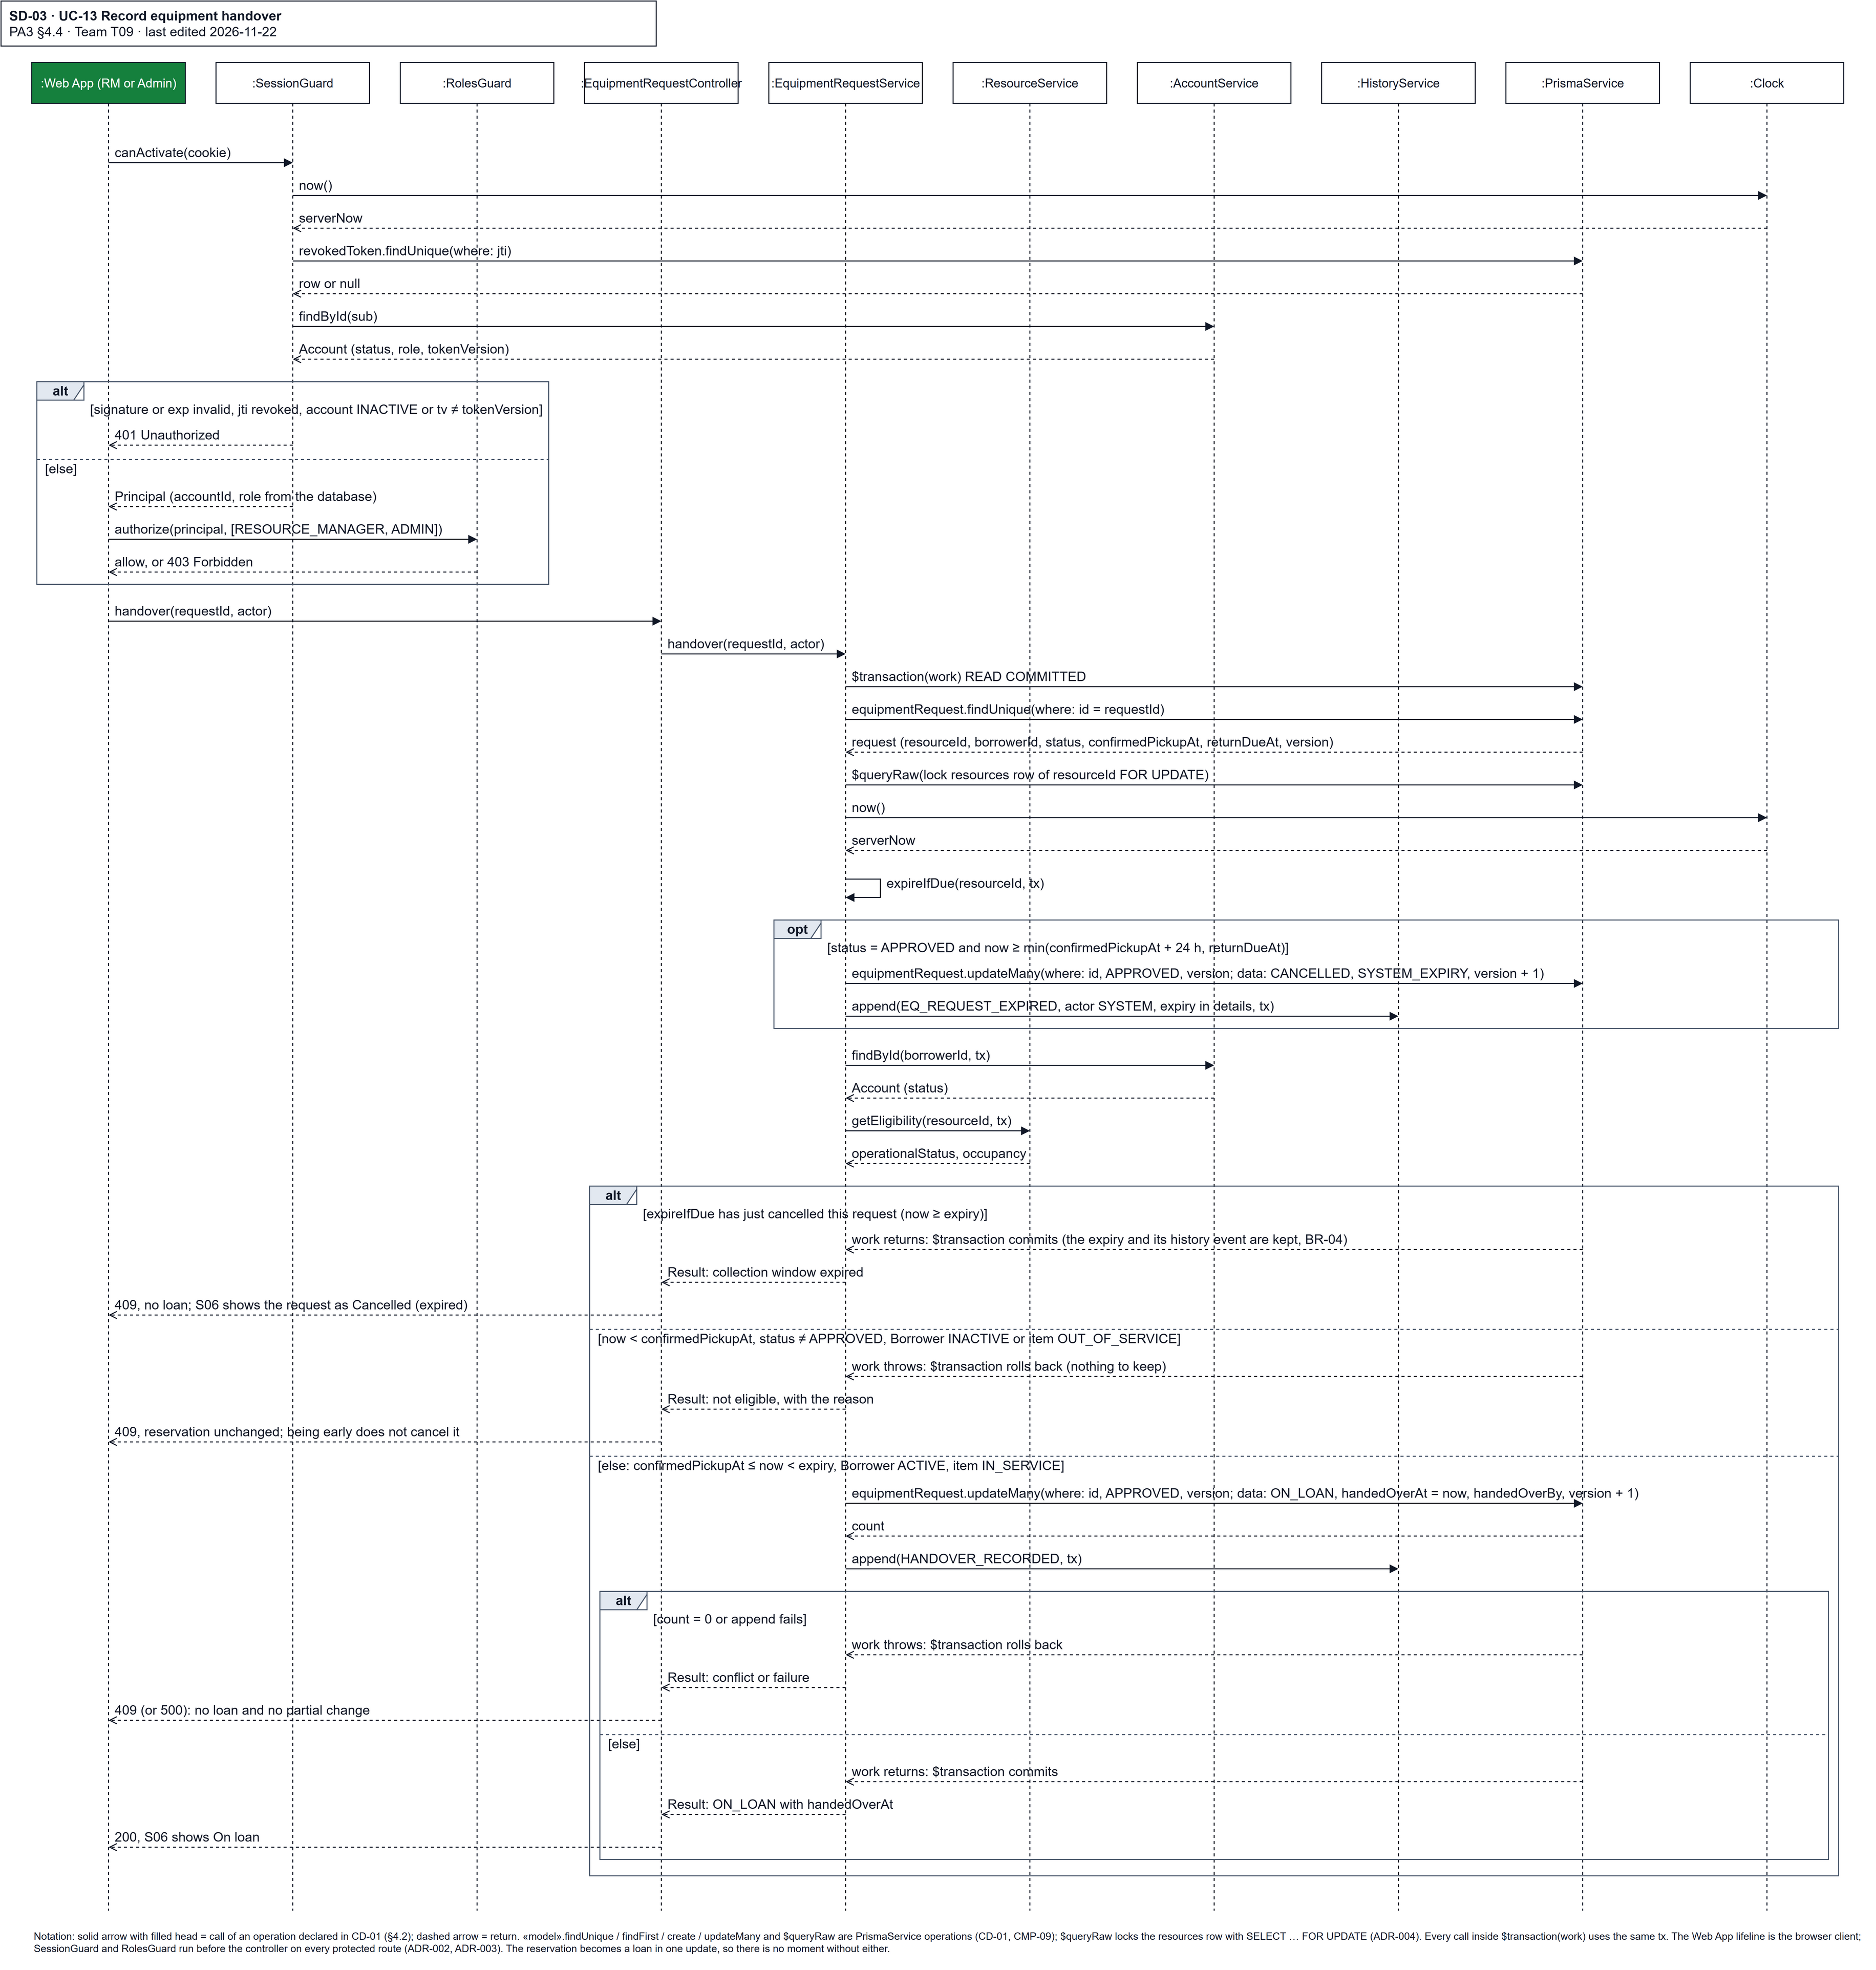 SD-03 · UC-13 Record equipment handover
PA3 §4.4 · Team T09 · last edited 2026-11-22
:Web App (RM or Admin)
:SessionGuard
:RolesGuard
:EquipmentRequestController
:EquipmentRequestService
:ResourceService
:AccountService
:HistoryService
:PrismaService
:Clock
canActivate(cookie)
now()
serverNow
revokedToken.findUnique(where: jti)
row or null
findById(sub)
Account (status, role, tokenVersion)
alt
[signature or exp invalid, jti revoked, account INACTIVE or tv ≠ tokenVersion]
401 Unauthorized
[else]
Principal (accountId, role from the database)
authorize(principal, [RESOURCE_MANAGER, ADMIN])
allow, or 403 Forbidden
handover(requestId, actor)
handover(requestId, actor)
$transaction(work) READ COMMITTED
equipmentRequest.findUnique(where: id = requestId)
request (resourceId, borrowerId, status, confirmedPickupAt, returnDueAt, version)
$queryRaw(lock resources row of resourceId FOR UPDATE)
now()
serverNow
expireIfDue(resourceId, tx)
opt
[status = APPROVED and now ≥ min(confirmedPickupAt + 24 h, returnDueAt)]
equipmentRequest.updateMany(where: id, APPROVED, version; data: CANCELLED, SYSTEM_EXPIRY, version + 1)
append(EQ_REQUEST_EXPIRED, actor SYSTEM, expiry in details, tx)
findById(borrowerId, tx)
Account (status)
getEligibility(resourceId, tx)
operationalStatus, occupancy
alt
[expireIfDue has just cancelled this request (now ≥ expiry)]
work returns: $transaction commits (the expiry and its history event are kept, BR-04)
Result: collection window expired
409, no loan; S06 shows the request as Cancelled (expired)
[now < confirmedPickupAt, status ≠ APPROVED, Borrower INACTIVE or item OUT_OF_SERVICE]
work throws: $transaction rolls back (nothing to keep)
Result: not eligible, with the reason
409, reservation unchanged; being early does not cancel it
[else: confirmedPickupAt ≤ now < expiry, Borrower ACTIVE, item IN_SERVICE]
equipmentRequest.updateMany(where: id, APPROVED, version; data: ON_LOAN, handedOverAt = now, handedOverBy, version + 1)
count
append(HANDOVER_RECORDED, tx)
alt
[count = 0 or append fails]
work throws: $transaction rolls back
Result: conflict or failure
409 (or 500): no loan and no partial change
[else]
work returns: $transaction commits
Result: ON_LOAN with handedOverAt
200, S06 shows On loan
Notation: solid arrow with filled head = call of an operation declared in CD-01 (§4.2); dashed arrow = return. «model».findUnique / findFirst / create / updateMany and $queryRaw are PrismaService operations (CD-01, CMP-09); $queryRaw locks the resources row with SELECT … FOR UPDATE (ADR-004). Every call inside $transaction(work) uses the same tx. The Web App lifeline is the browser client;
SessionGuard and RolesGuard run before the controller on every protected route (ADR-002, ADR-003). The reservation becomes a loan in one update, so there is no moment without either.